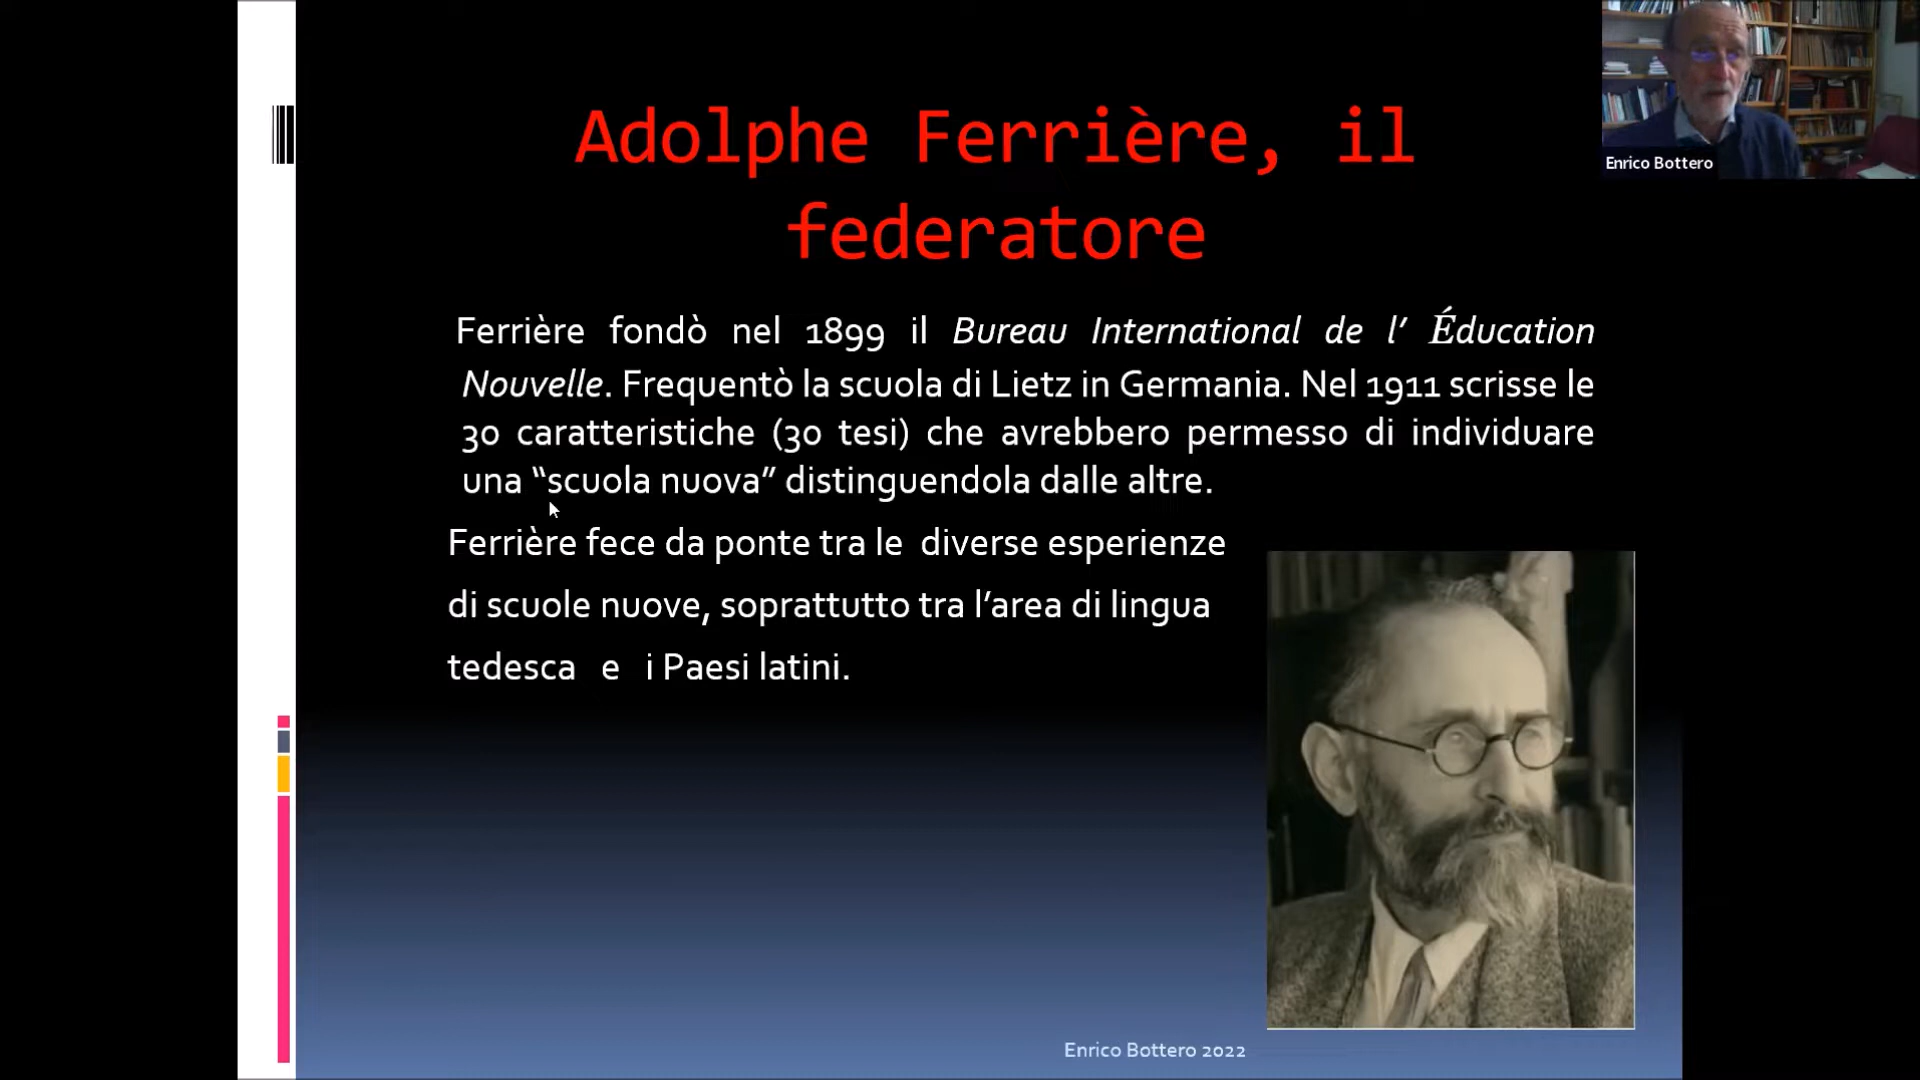 Adolphe Ferrière, il
federatore
Enrico Bottero
Ferrière fondò nel 1899 il Bureau International de l’ Éducation
Nouvelle. Frequentò la scuola di Lietz in Germania. Nel 1911 scrisse le
30 caratteristiche (30 tesi) che avrebbero permesso di individuare
una “scuola nuova” distinguendola dalle altre.
Ferrière fece da ponte tra le diverse esperienze
di scuole nuove, soprattutto tra l’area di lingua
tedesca e i Paesi latini.
Enrico Bottero 2022